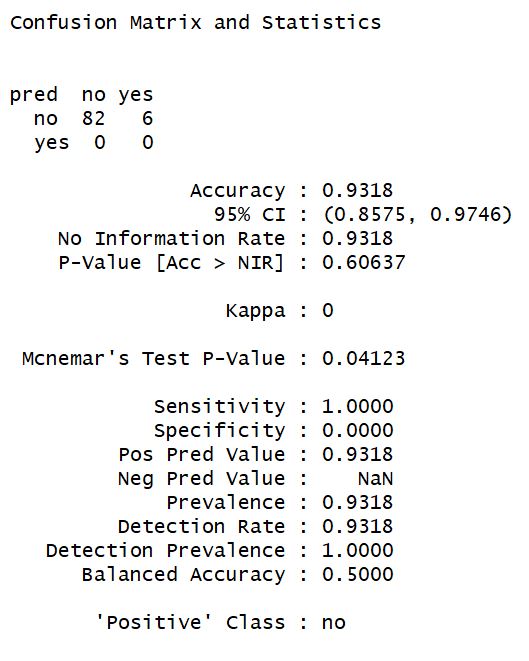 Confusion Matrix and Statistics
pred no yes
no 82 6
yes 0 0
Accuracy : 0.9318
95% CI : (0.8575, 0.9746)
No Information Rate : 0.9318
P-Value [Acc > NIR] : 0.60637
Kappa : 0
Mcnemar's Test P-Value : 0.04123
Sensitivity : 1.0000
Specificity : 0.0000
Pos Pred Value : 0.9318
Neg Pred Value : NaN
Prevalence : 0.9318
Detection Rate : 0.9318
Detection Prevalence : 1.0000
Balanced Accuracy : 0.5000
'Positive' Class : no